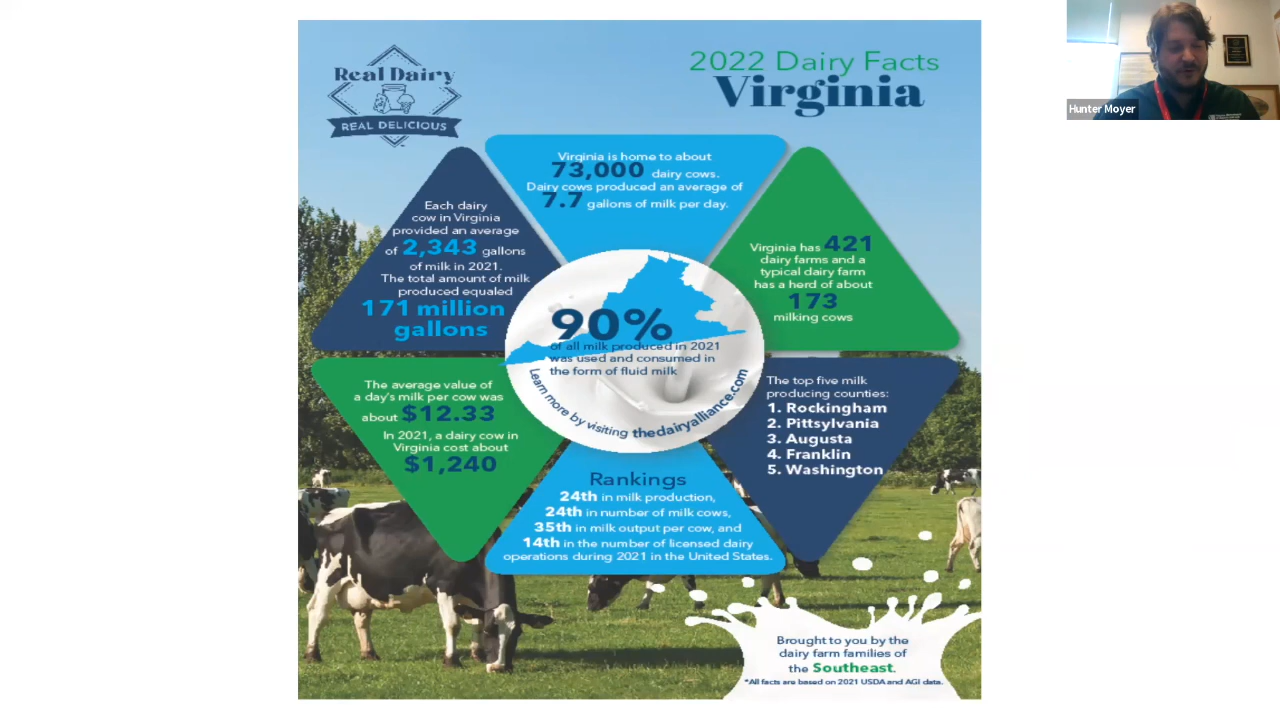 Real Dairy
REAL DELICIOUS
2022 Dairy Facts
Virginia
Virginia is home to about
73,000 dairy cows.
Dairy cows produced an average of
7.7 gallons of milk per day.
Each dairy
cow in Virginia
provided an average
of 2,343 gallons
of milk in 2021.
The total amount of milk
produced equaled
171 million
gallons
Virginia has 421
dairy farms and a
typical dairy farm
has a herd of about
173
milking cows
90%
of all milk produced in 2021
was used and consumed in
the form of fluid milk
Learn more by visiting thedairyalliance.com
The average value of
a day's milk per cow was
about $12.33
In 2021, a dairy cow in
Virginia cost about
$1,240
The top five milk
producing counties:
1. Rockingham
2. Pittsylvania
3. Augusta
4. Franklin
5. Washington
Rankings
24th in milk production,
24th in number of milk cows,
35th in milk output per cow, and
14th in the number of licensed dairy
operations during 2021 in the United States.
Brought to you by the
dairy farm families of
the Southeast.
*All facts are based on 2021 USDA and AGI data.
Hunter Moyer